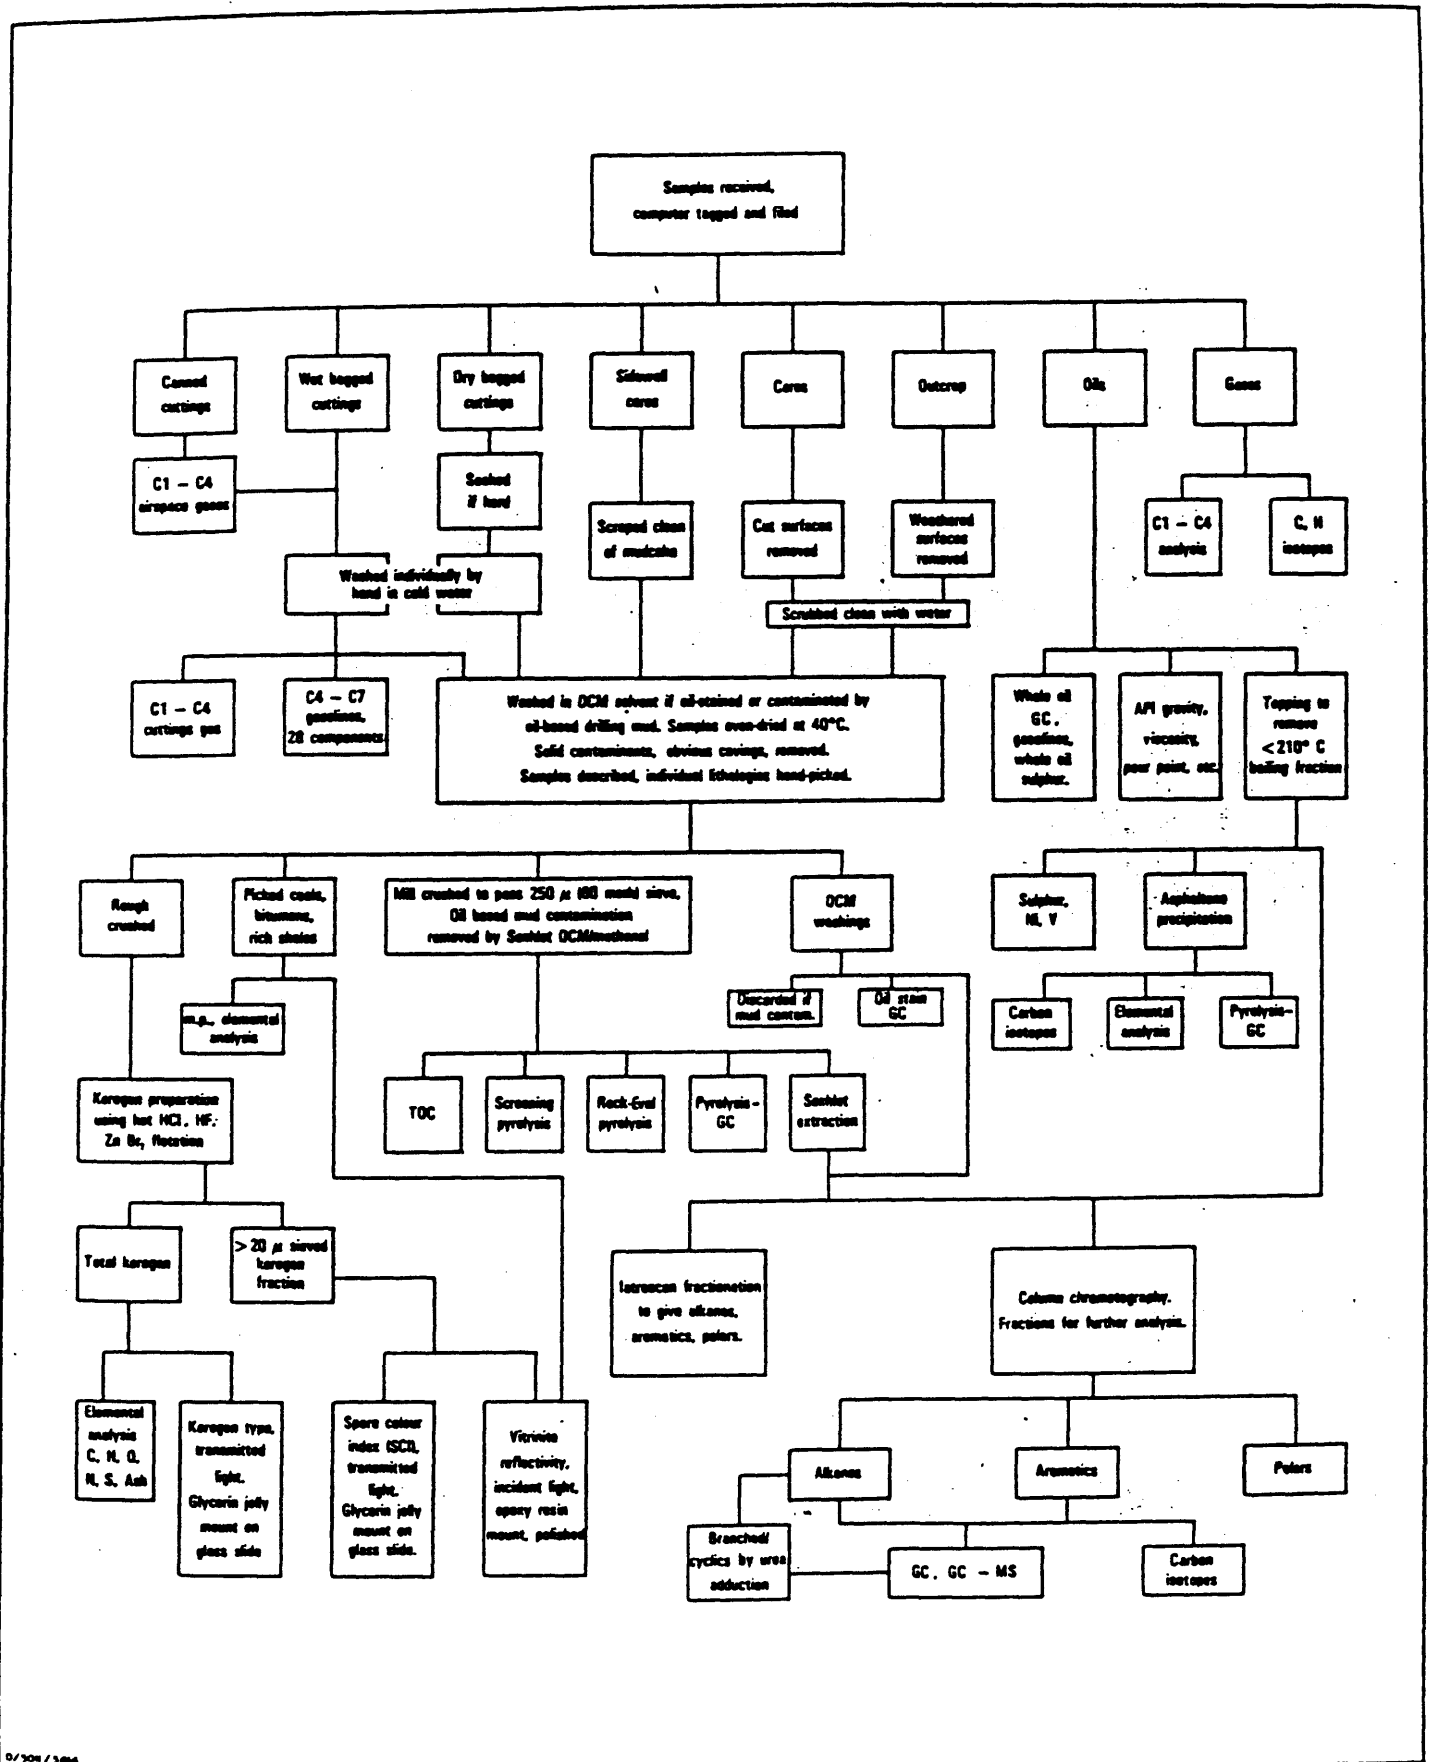 Samples received,
computer tagged and filed
Canned
cuttings
Wet bagged
cuttings
Dry bagged
cuttings
Sidewall
cores
Cores
Outcrop
Oils
Gases
C1 – C4
airspace gases
Soaked
if hard
Scraped clean
of mudcake
Cut surfaces
removed
Weathered
surfaces
removed
C1 – C4
analysis
C, H
isotopes
Washed individually by
hand in cold water
Scrubbed clean with water
C1 – C4
cuttings gas
C4 – C7
gasolines,
28 components
Washed in DCM solvent if oil-stained or contaminated by
oil-based drilling mud. Samples oven-dried at 40°C.
Solid contaminants, obvious cavings, removed.
Samples described, individual lithologies hand-picked.
Whole oil
GC,
gasolines,
whole oil
sulphur.
API gravity,
viscosity,
pour point, etc.
Topping to
remove
<210° C
boiling fraction
Rough
crushed
Picked coals,
bitumens,
rich shales
Mill crushed to pass 250 µ (60 mesh) sieve,
Oil based mud contamination
removed by Soxhlet DCM/methanol
DCM
washings
Sulphur,
Ni, V
Asphaltene
precipitation
m.p., elemental
analysis
Discarded if
mud contam.
Oil stain
GC
Carbon
isotopes
Elemental
analysis
Pyrolysis–
GC
Kerogen preparation
using hot HCl, HF,
Zn Br, flotation
TOC
Screening
pyrolysis
Rock-Eval
pyrolysis
Pyrolysis–
GC
Soxhlet
extraction
Total kerogen
>20 µ sieved
kerogen
fraction
Iatroscan fractionation
to give alkanes,
aromatics, polars.
Column chromatography.
Fractions for further analysis.
Elemental
analysis
C, H, O,
N, S, Ash
Kerogen type,
transmitted
light.
Glycerin jelly
mount on
glass slide
Spore colour
index (SCI),
transmitted
light.
Glycerin jelly
mount on
glass slide.
Vitrinite
reflectivity,
incident light,
epoxy resin
mount, polished
Alkanes
Aromatics
Polars
Branched/
cyclics by urea
adduction
GC, GC – MS
Carbon
isotopes